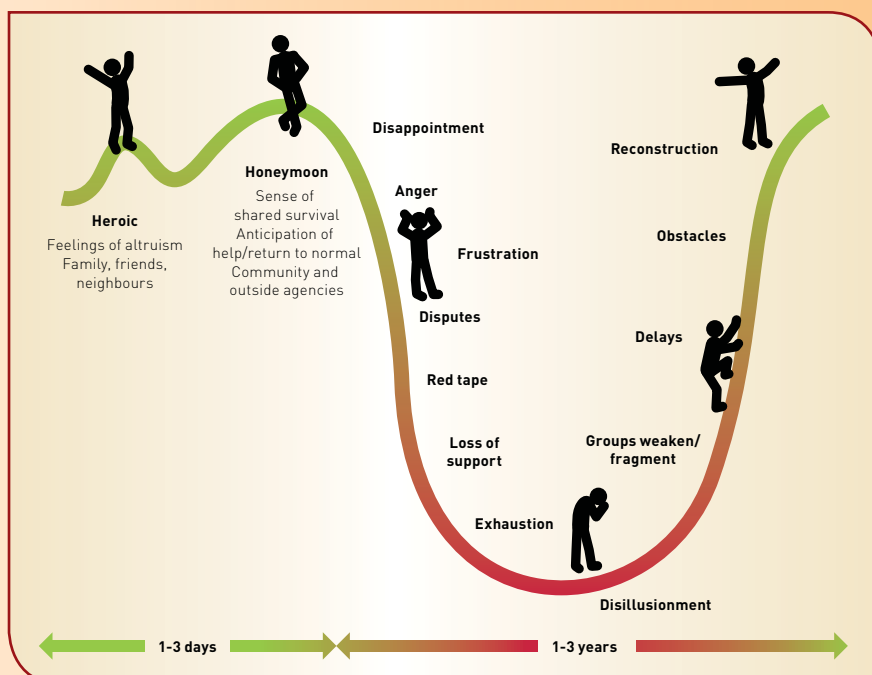 Heroic
Feelings of altruism
Family, friends,
neighbours
Honeymoon
Sense of
shared survival
Anticipation of
help/return to normal
Community and
outside agencies
Disappointment
Anger
Frustration
Disputes
Red tape
Loss of
support
Exhaustion
Disillusionment
Groups weaken/
fragment
Delays
Obstacles
Reconstruction
1-3 days
1-3 years